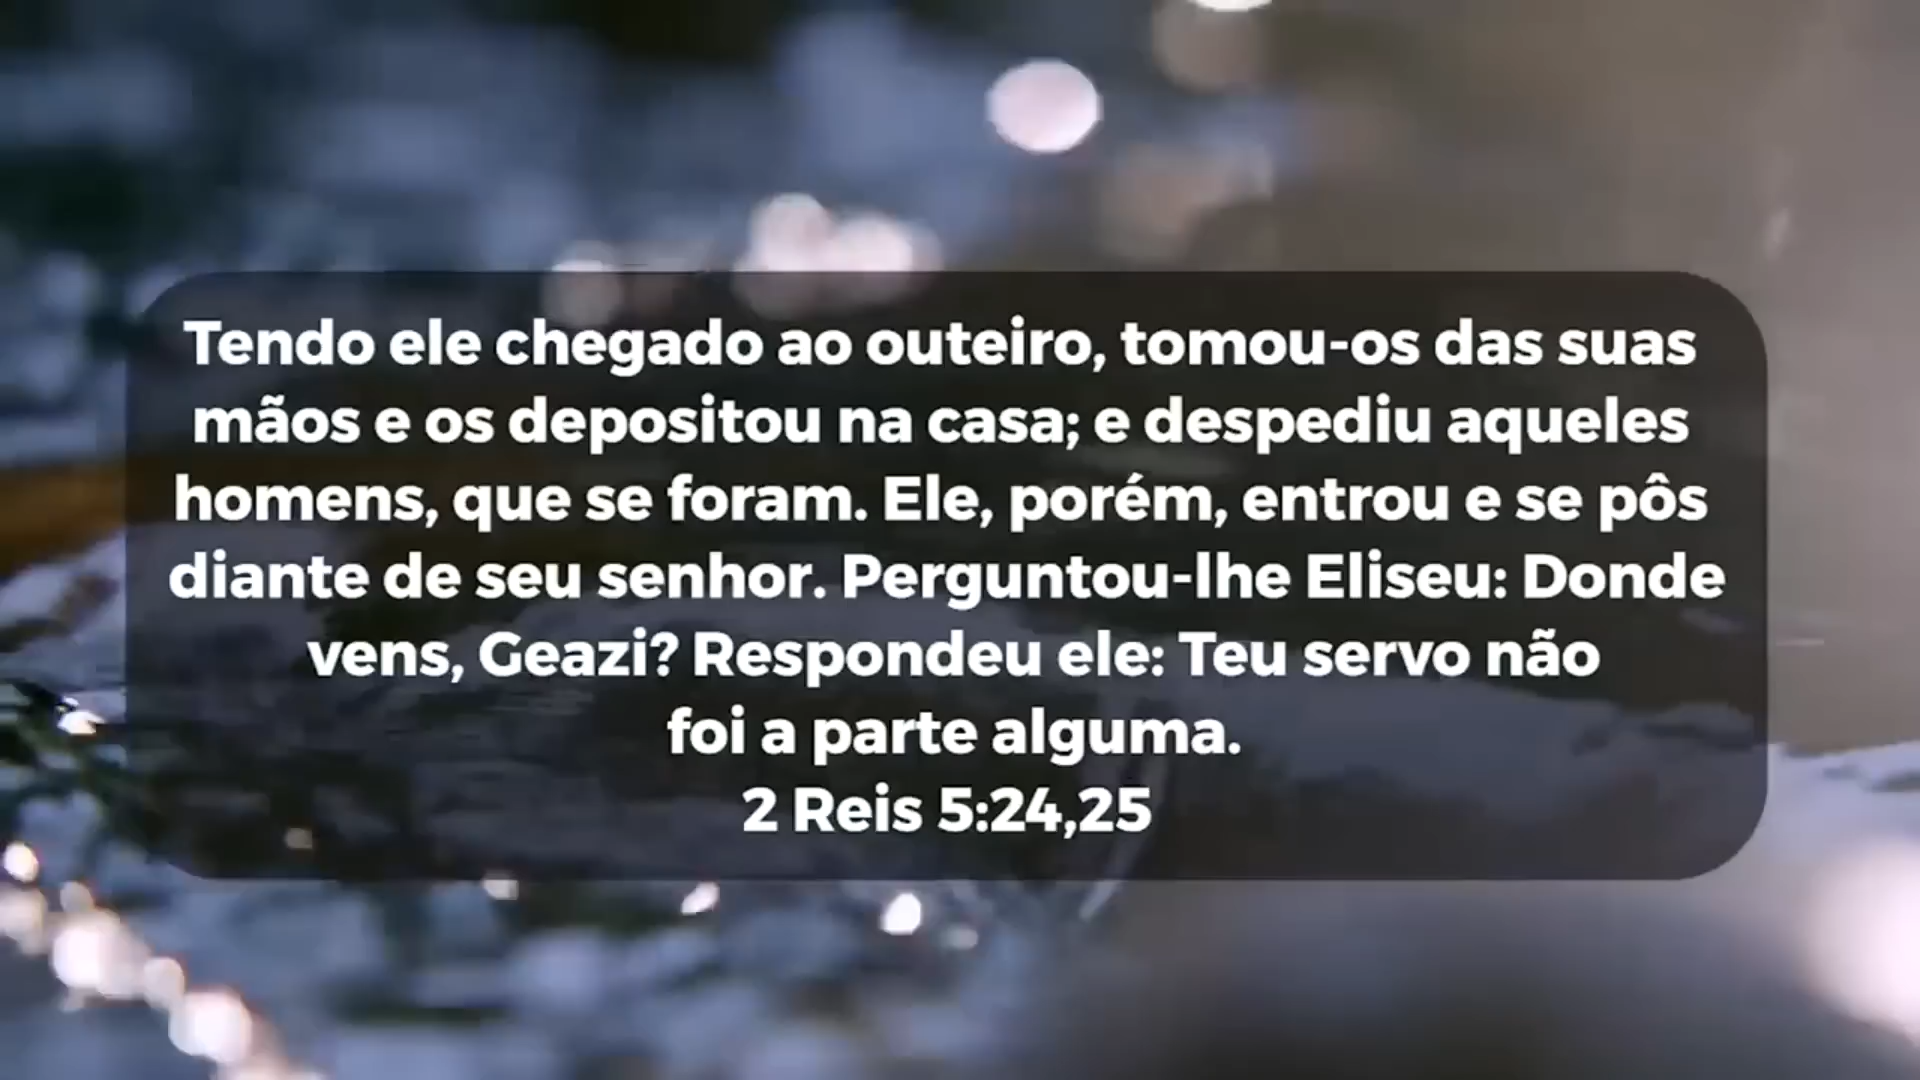 Tendo ele chegado ao outeiro, tomou-os das suas
mãos e os depositou na casa; e despediu aqueles
homens, que se foram. Ele, porém, entrou e se pôs
diante de seu senhor. Perguntou-lhe Eliseu: Donde
vens, Geazi? Respondeu ele: Teu servo não
foi a parte alguma.
2 Reis 5:24,25